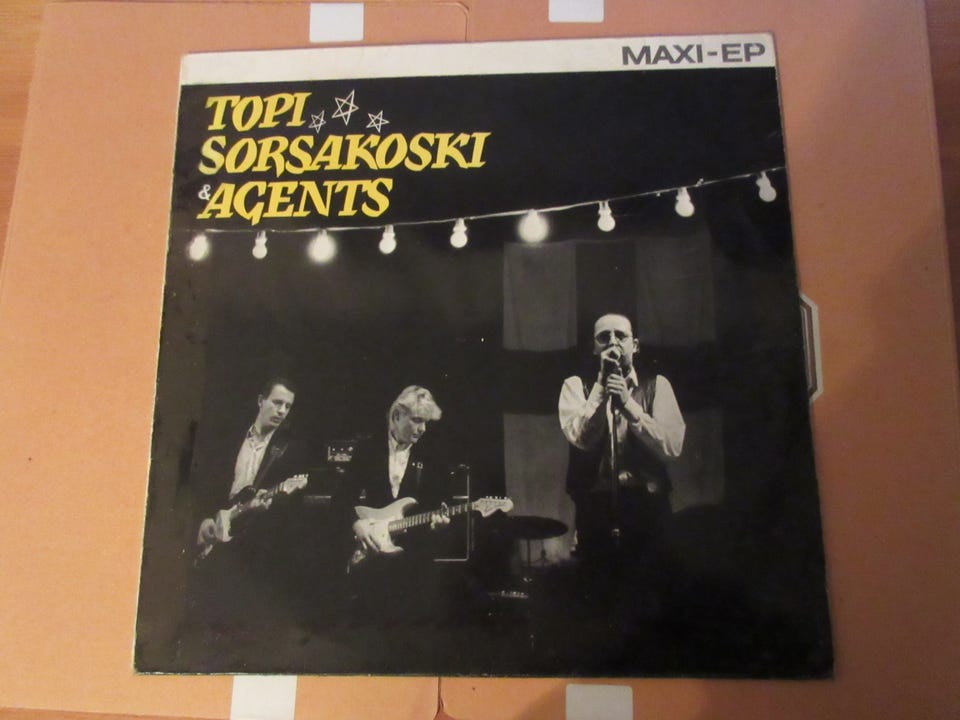 MAXI-EP
TOPI
SORSAKOSKI
& AGENTS